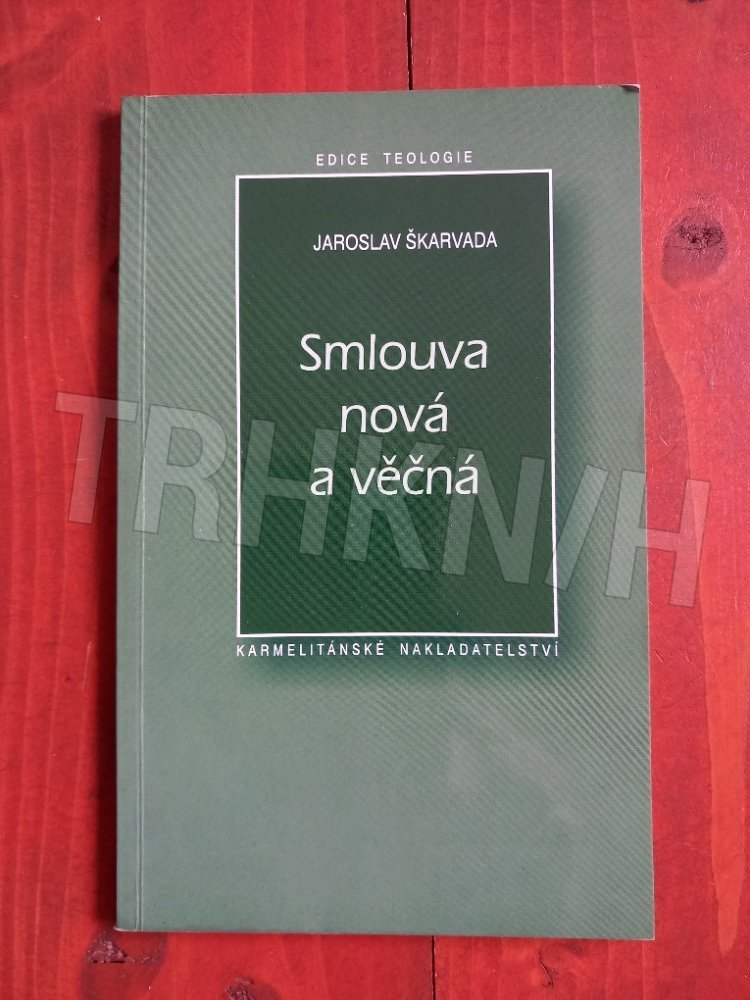 EDICE TEOLOGIE
JAROSLAV ŠKARVADA
Smlouva
nová
a věčná
TRHKNIH
KARMELITÁNSKÉ NAKLADATELSTVÍ